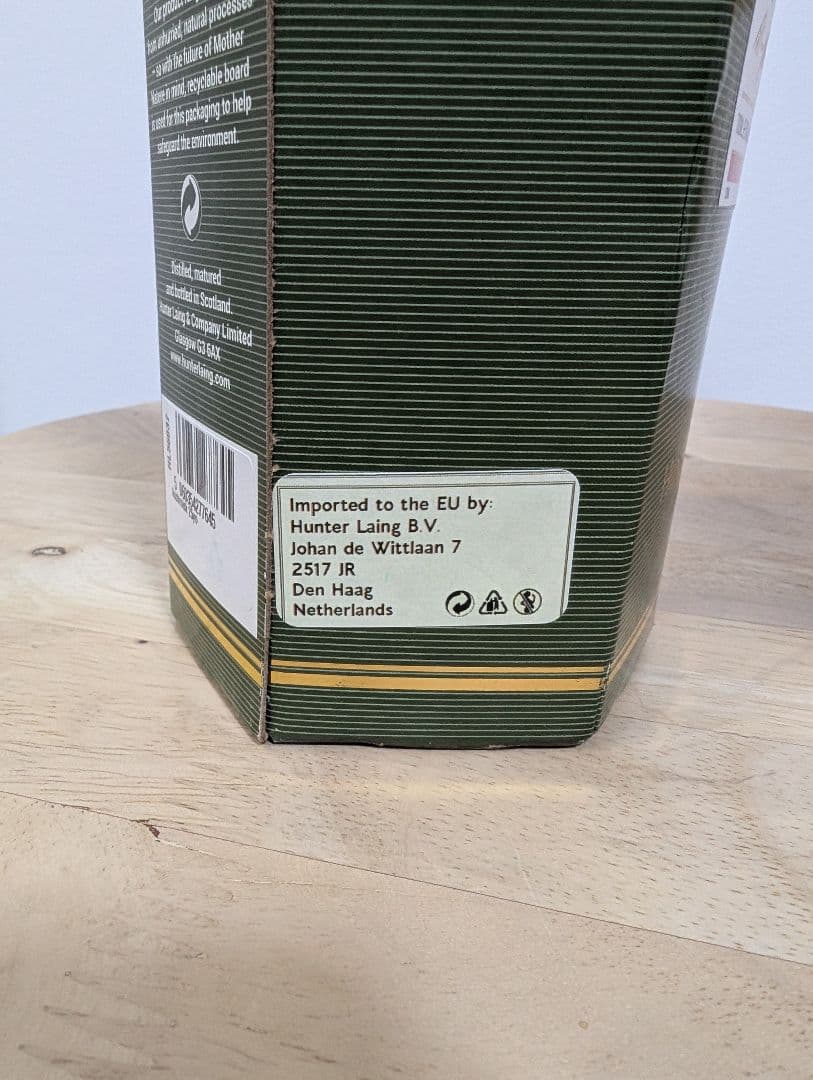 Our product
from unhurried, natural processes
– so with the future of Mother
Nature in mind, recyclable board
is used for this packaging to help
safeguard the environment.
Distilled, matured
and bottled in Scotland.
Hunter Laing & Company Limited
Glasgow G3 6AX
www.hunterlaing.com
Imported to the EU by:
Hunter Laing B.V.
Johan de Wittlaan 7
2517 JR
Den Haag
Netherlands